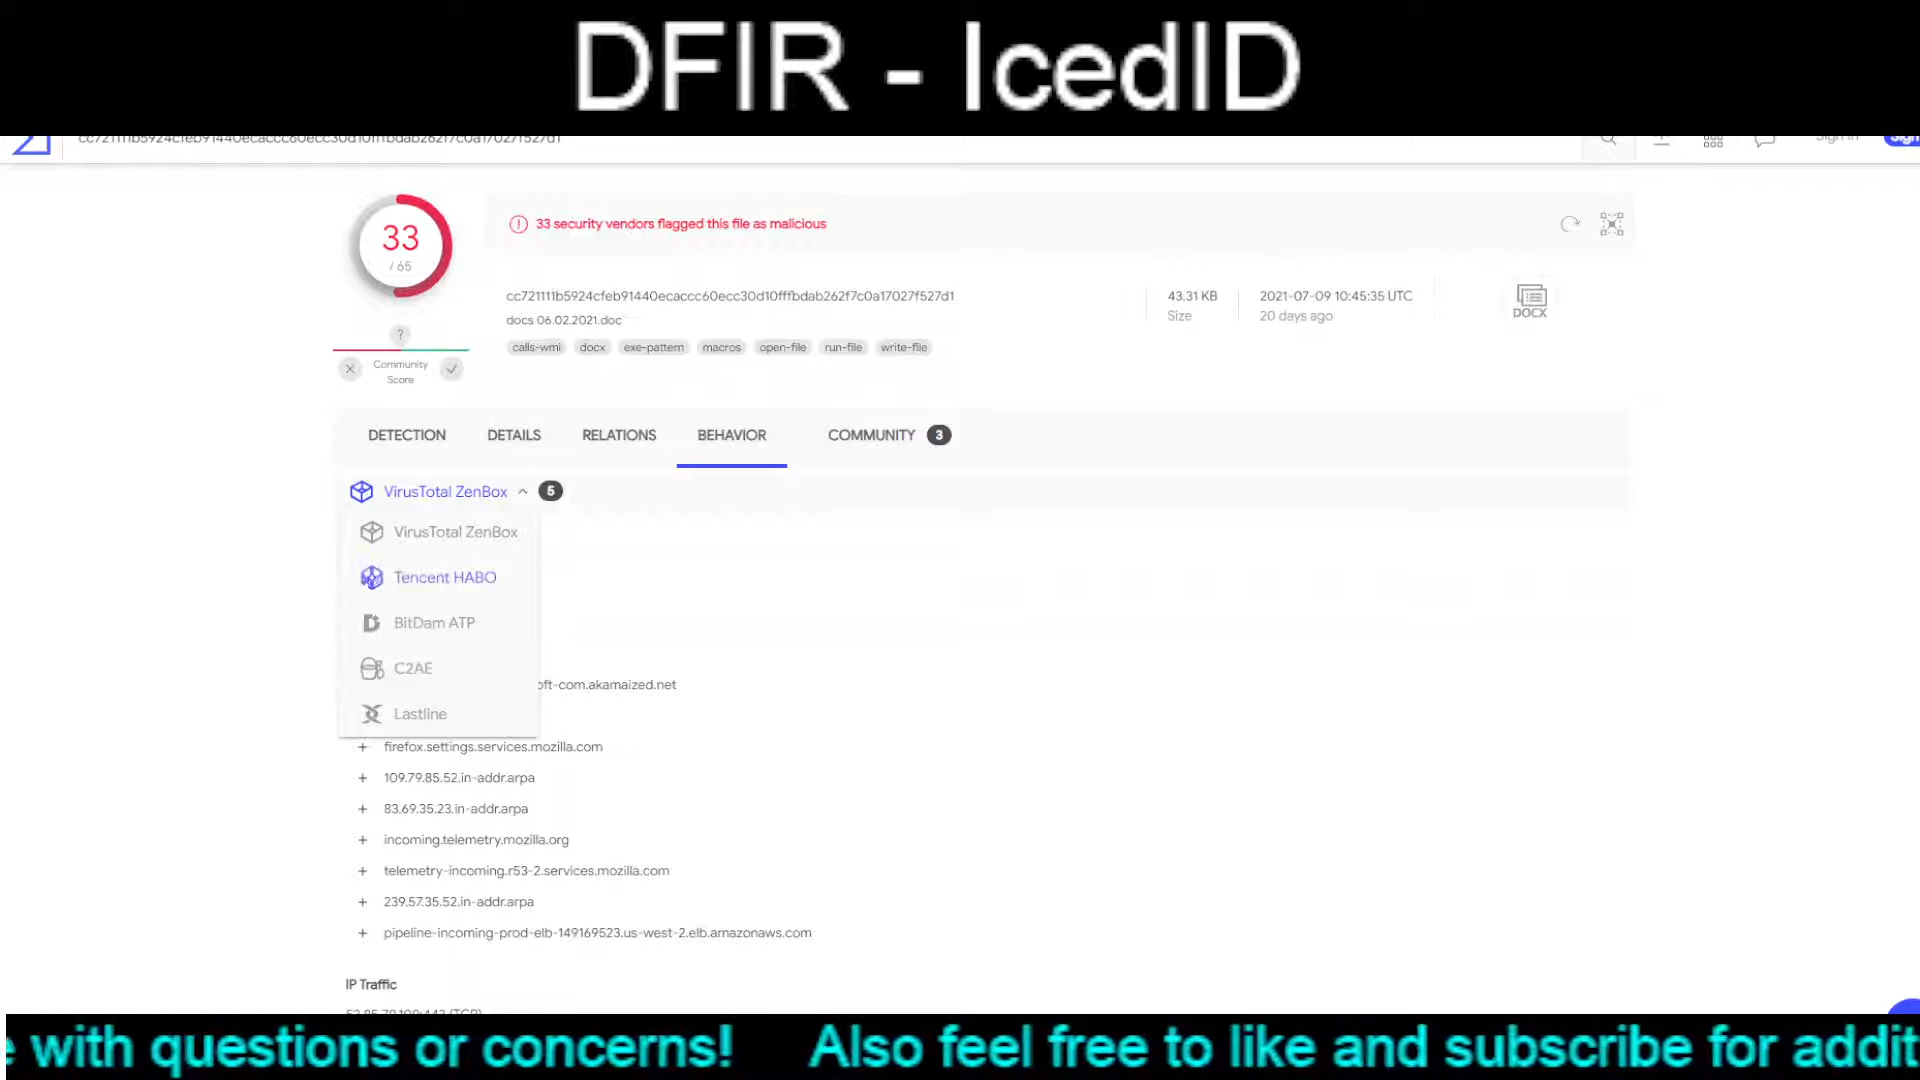 DFIR - IcedID
cc721111b5924cfeb91440ecaccc60ecc30d10fffbdab262f7c0a17027f527d1
Sign in
33
/ 65
33 security vendors flagged this file as malicious
cc721111b5924cfeb91440ecaccc60ecc30d10fffbdab262f7c0a17027f527d1
docs 06.02.2021.doc
43.31 KB
Size
2021-07-09 10:45:35 UTC
20 days ago
DOCX
calls-wmi docx exe-pattern macros open-file run-file write-file
?
Community
Score
DETECTION DETAILS RELATIONS BEHAVIOR COMMUNITY 3
VirusTotal ZenBox 5
VirusTotal ZenBox
Tencent HABO
BitDam ATP
C2AE
oft-com.akamaized.net
Lastline
+ firefox.settings.services.mozilla.com
+ 109.79.85.52.in-addr.arpa
+ 83.69.35.23.in-addr.arpa
+ incoming.telemetry.mozilla.org
+ telemetry-incoming.r53-2.services.mozilla.com
+ 239.57.35.52.in-addr.arpa
+ pipeline-incoming-prod-elb-149169523.us-west-2.elb.amazonaws.com
IP Traffic
e with questions or concerns! Also feel free to like and subscribe for addit